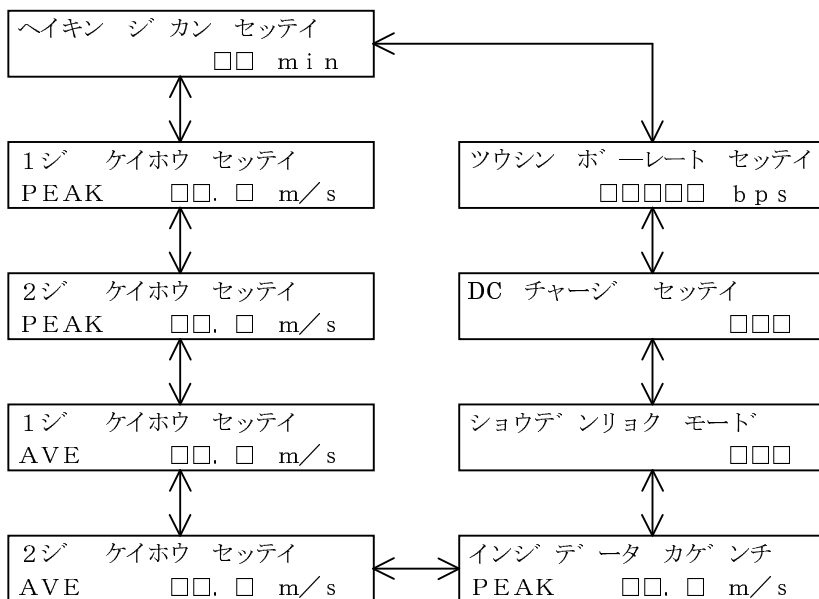 ヘイキン ジカン セッテイ
□□ min
1ジ ケイホウ セッテイ
PEAK □□.□ m/s
2ジ ケイホウ セッテイ
PEAK □□.□ m/s
1ジ ケイホウ セッテイ
AVE □□.□ m/s
2ジ ケイホウ セッテイ
AVE □□.□ m/s
ツウシン ボーレート セッテイ
□□□□□ bps
DC チャージ セッテイ
□□□
ショウデンリョク モード
□□□
インジ データ カゲンチ
PEAK □□.□ m/s